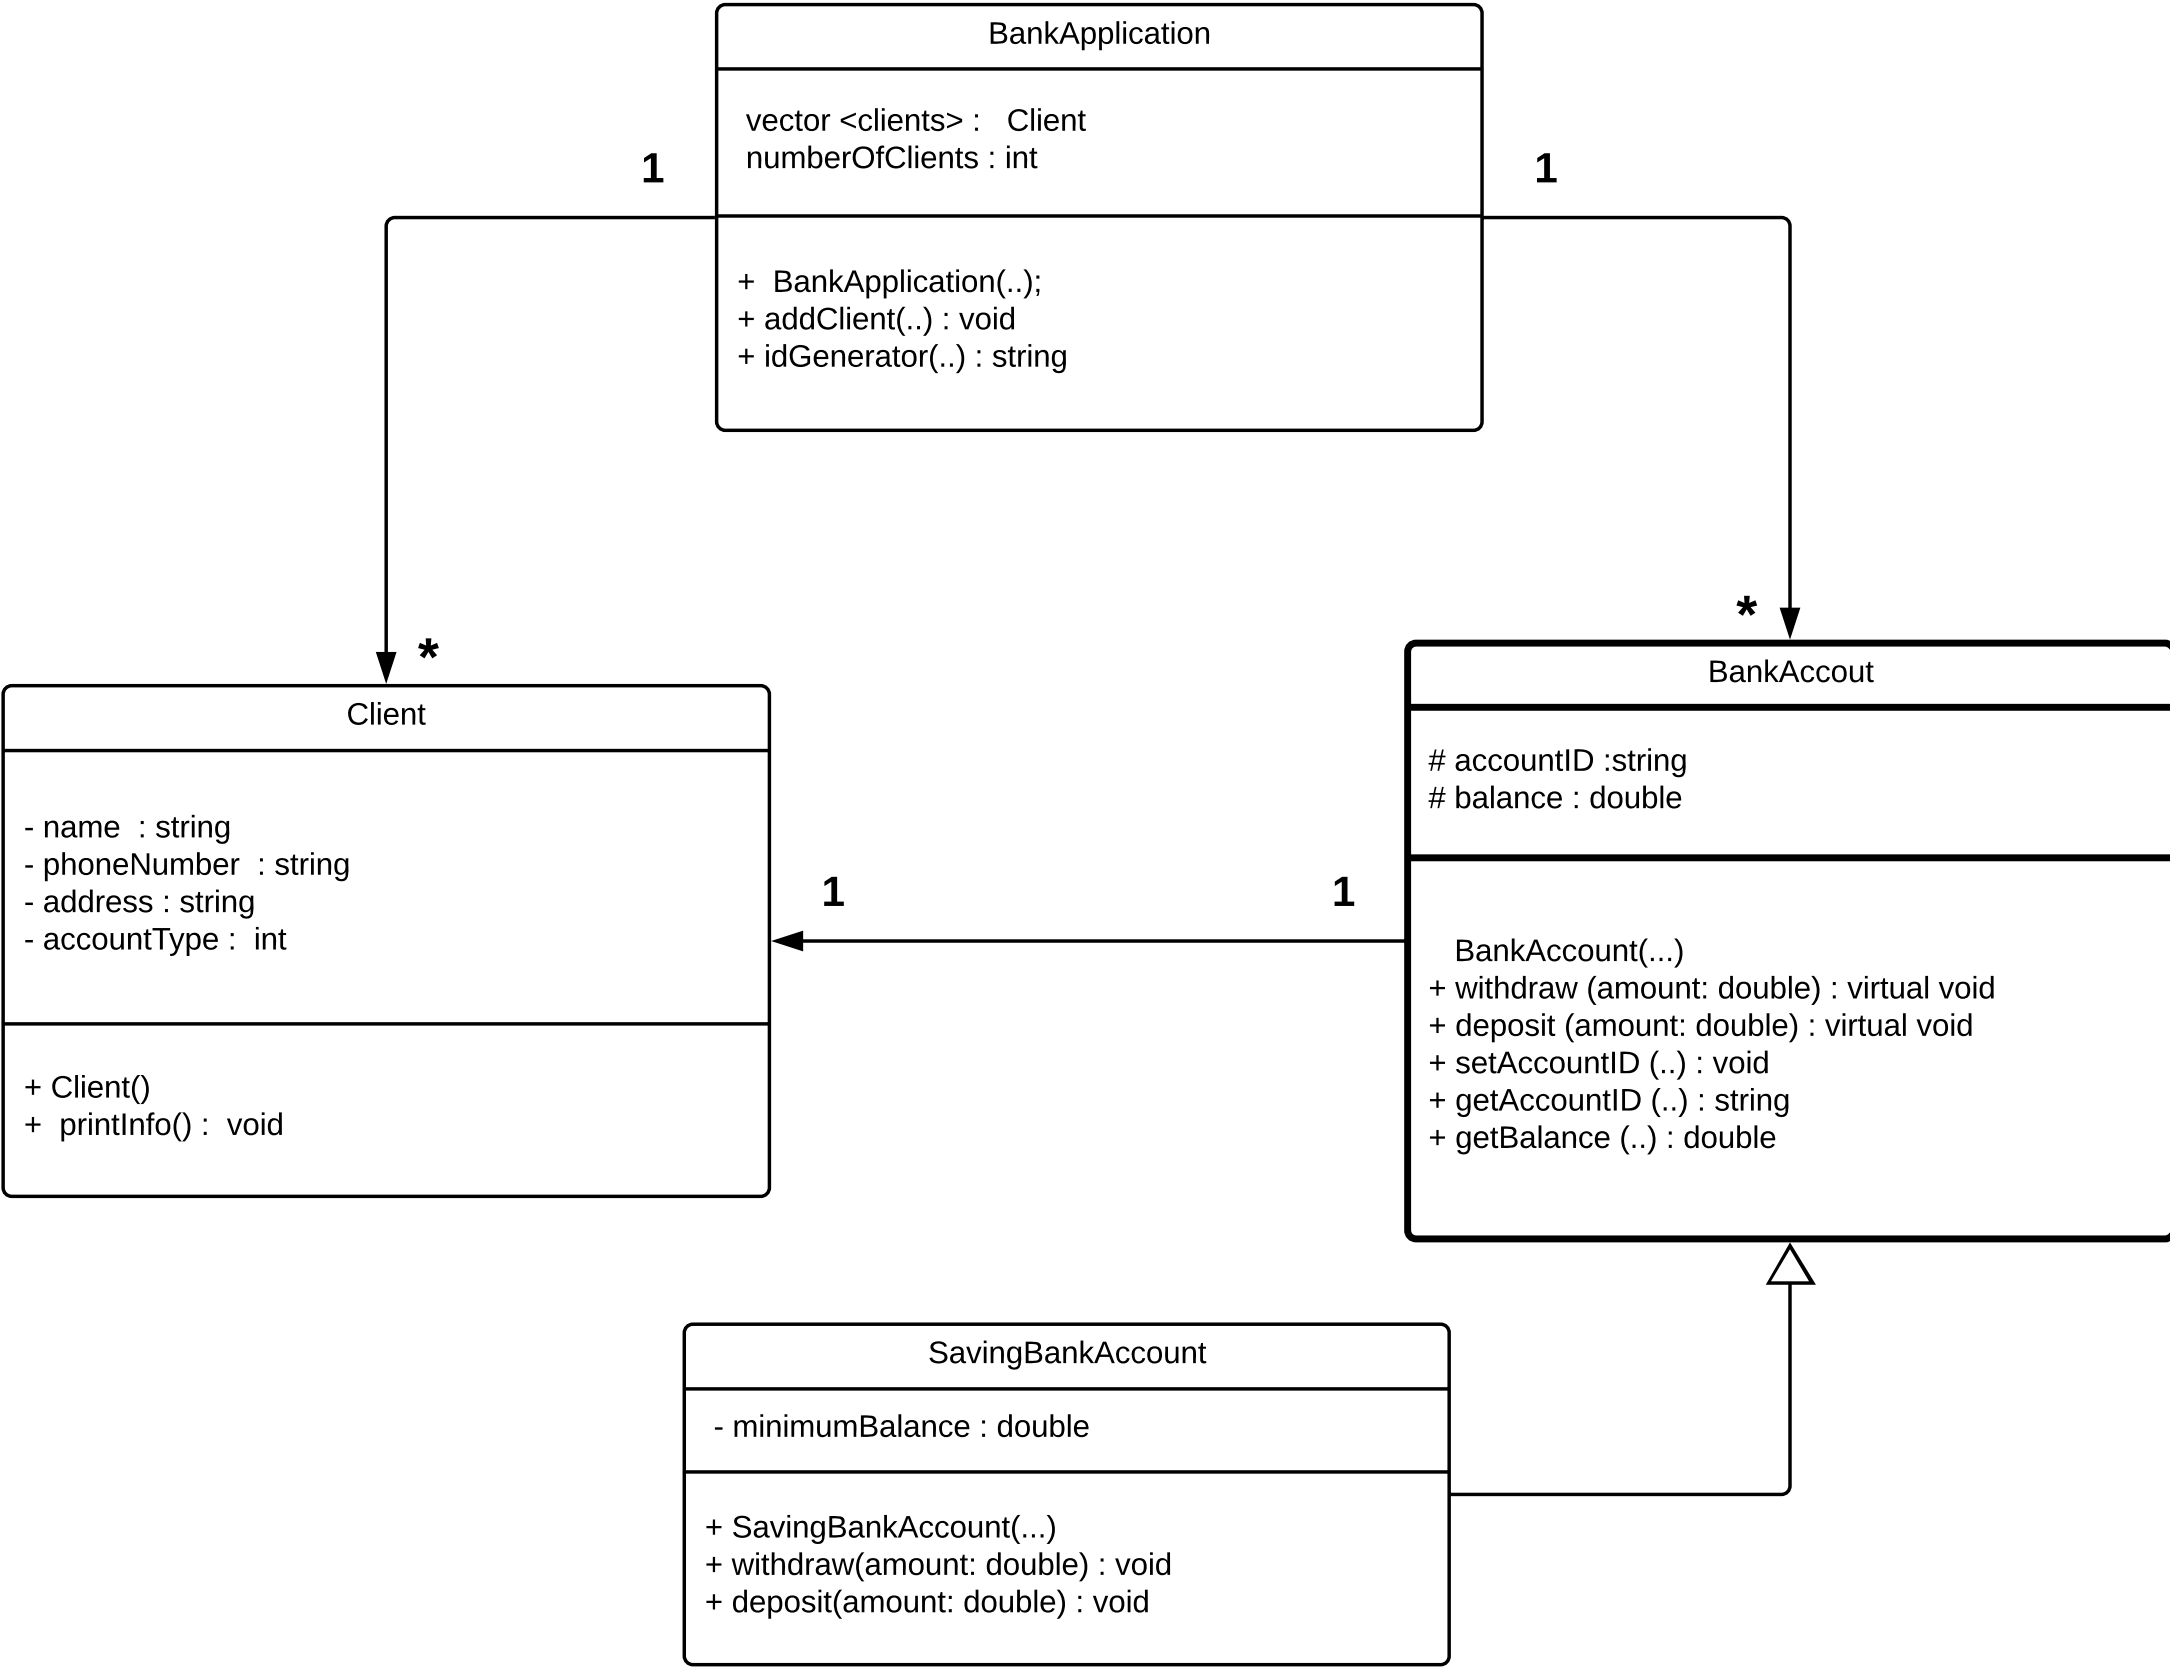 BankApplication
vector <clients> :   Client
numberOfClients : int
1
1
+  BankApplication(..);
+ addClient(..) : void
+ idGenerator(..) : string
*
*
Client
- name  : string
- phoneNumber  : string
- address : string
- accountType :  int
+ Client()
+  printInfo() :  void
1
1
BankAccout
# accountID :string
# balance : double
BankAccount(...)
+ withdraw (amount: double) : virtual void
+ deposit (amount: double) : virtual void
+ setAccountID (..) : void
+ getAccountID (..) : string
+ getBalance (..) : double
SavingBankAccount
- minimumBalance : double
+ SavingBankAccount(...)
+ withdraw(amount: double) : void
+ deposit(amount: double) : void